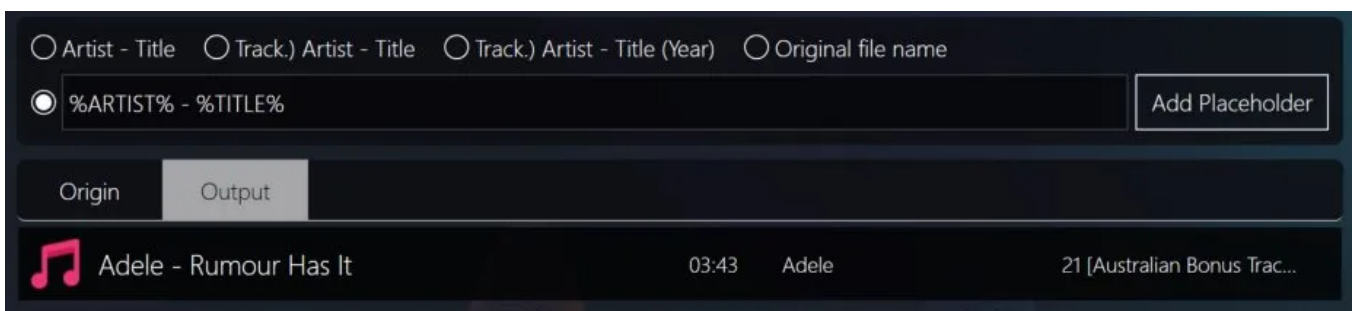 Artist - Title Track.) Artist - Title Track.) Artist - Title (Year) Original file name
%ARTIST% - %TITLE% Add Placeholder
Origin Output
Adele - Rumour Has It 03:43 Adele 21 [Australian Bonus Trac...